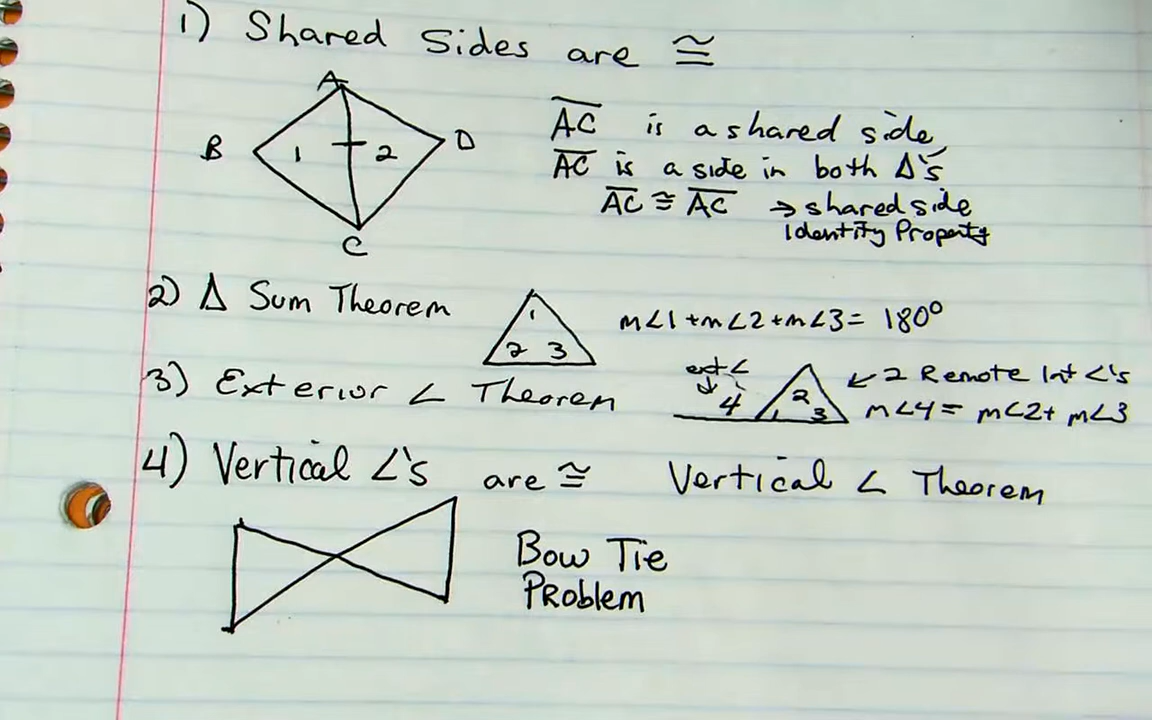 1) Shared Sides are ≅
A
B 1 2 D
C
AC is a shared side,
AC is a side in both Δ's
AC ≅ AC → shared side
Identity Property
2) Δ Sum Theorem
1
2 3
m∠1 + m∠2 + m∠3 = 180°
3) Exterior ∠ Theorem
ext ∠
4 1 2 3
↙ 2 Remote Int ∠'s
m∠4 = m∠2 + m∠3
4) Vertical ∠'s are ≅ Vertical ∠ Theorem
Bow Tie
Problem